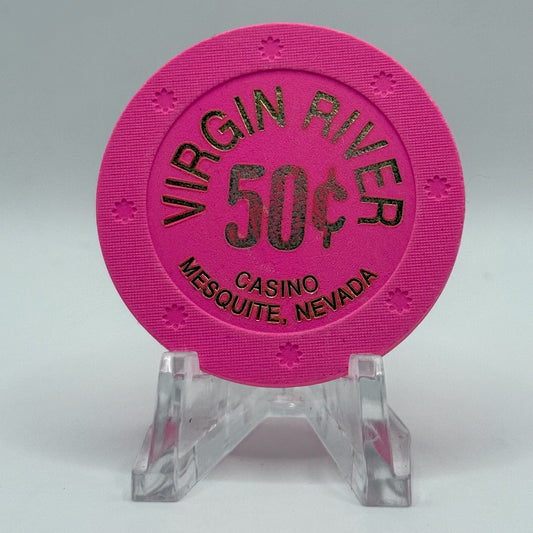 VIRGIN RIVER
50¢
CASINO
MESQUITE, NEVADA